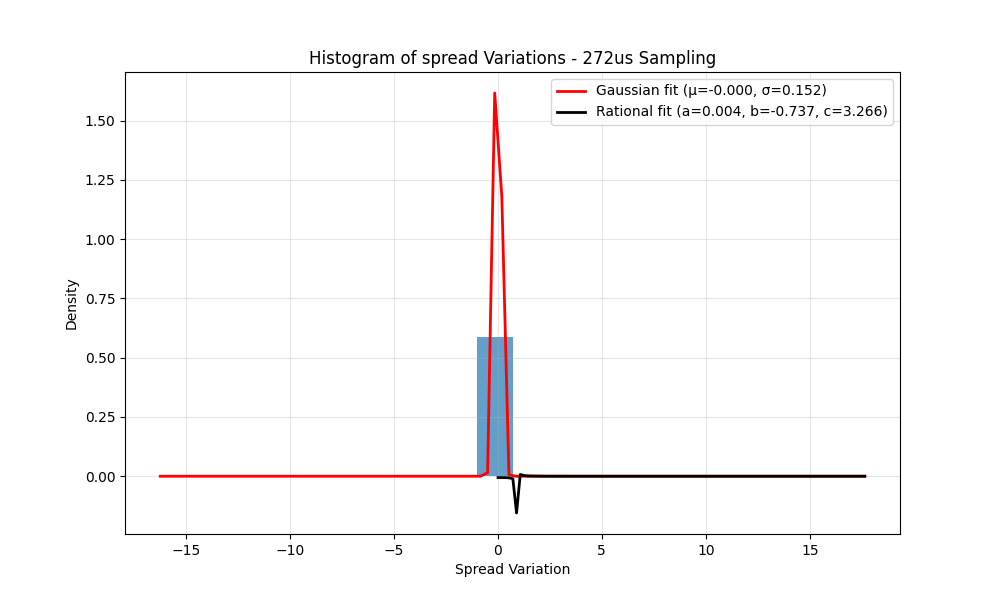 Histogram of spread Variations - 272us Sampling
Gaussian fit (μ=-0.000, σ=0.152)
Rational fit (a=0.004, b=-0.737, c=3.266)
1.50
1.25
1.00
0.75
0.50
0.25
0.00
Density
−15
−10
−5
0
5
10
15
Spread Variation